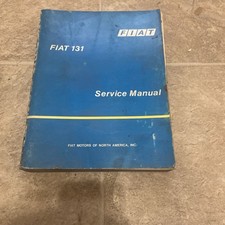 FIAT
FIAT 131
Service Manual
FIAT MOTORS OF NORTH AMERICA, INC.